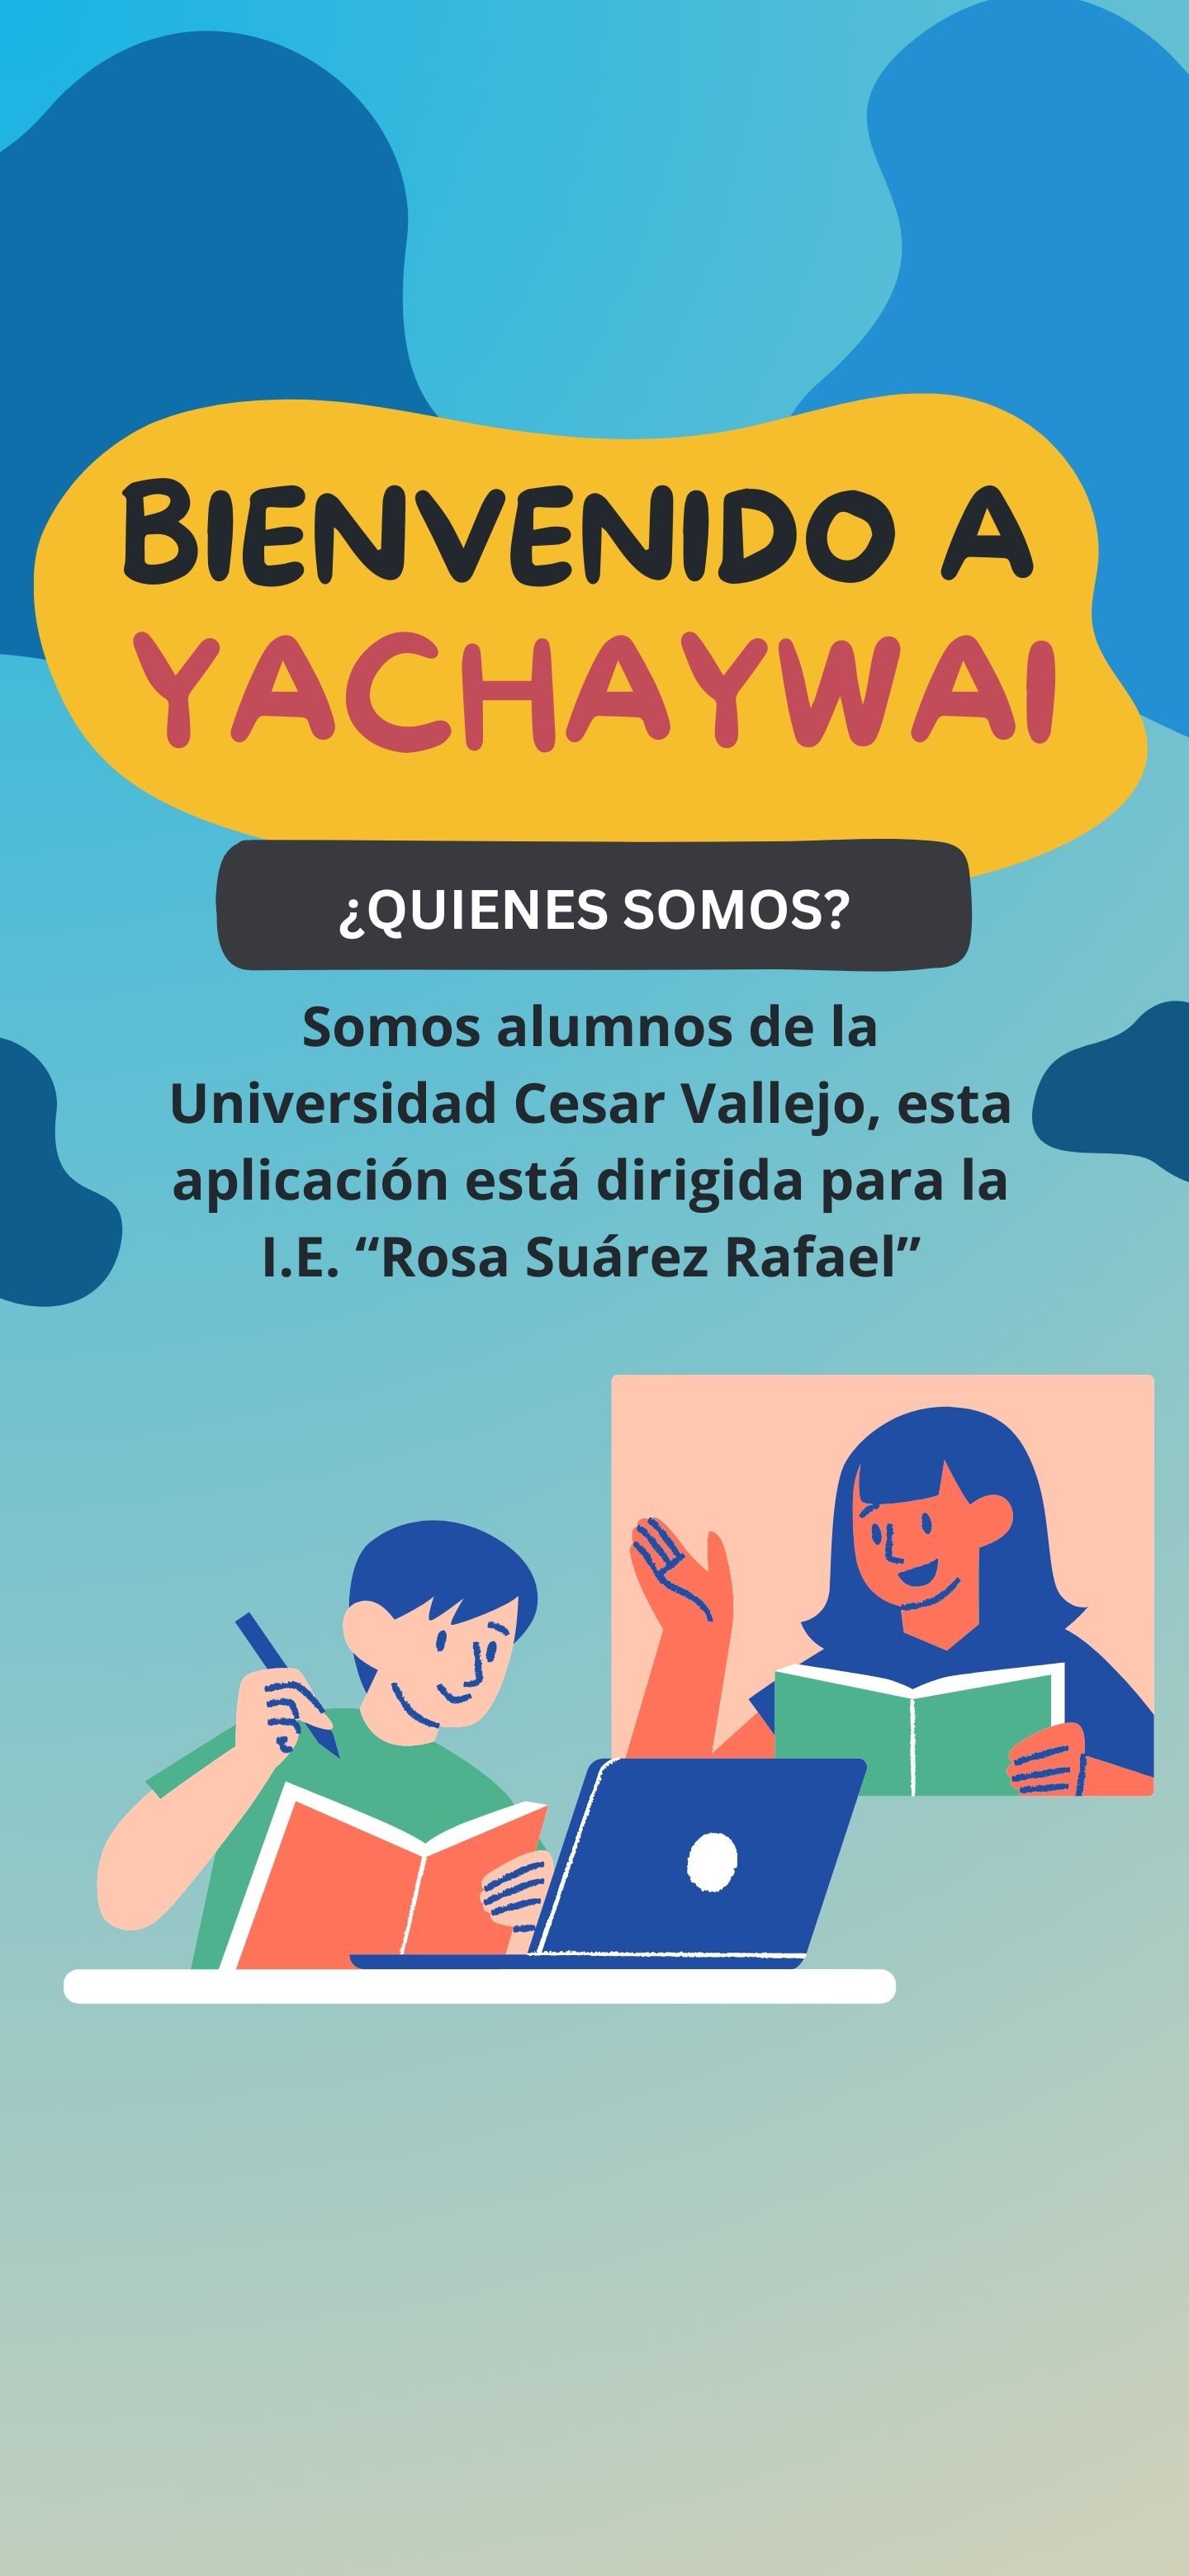 BIENVENIDO A
YACHAYWAI
¿QUIENES SOMOS?
Somos alumnos de la
Universidad Cesar Vallejo, esta
aplicación está dirigida para la
I.E. “Rosa Suárez Rafael”